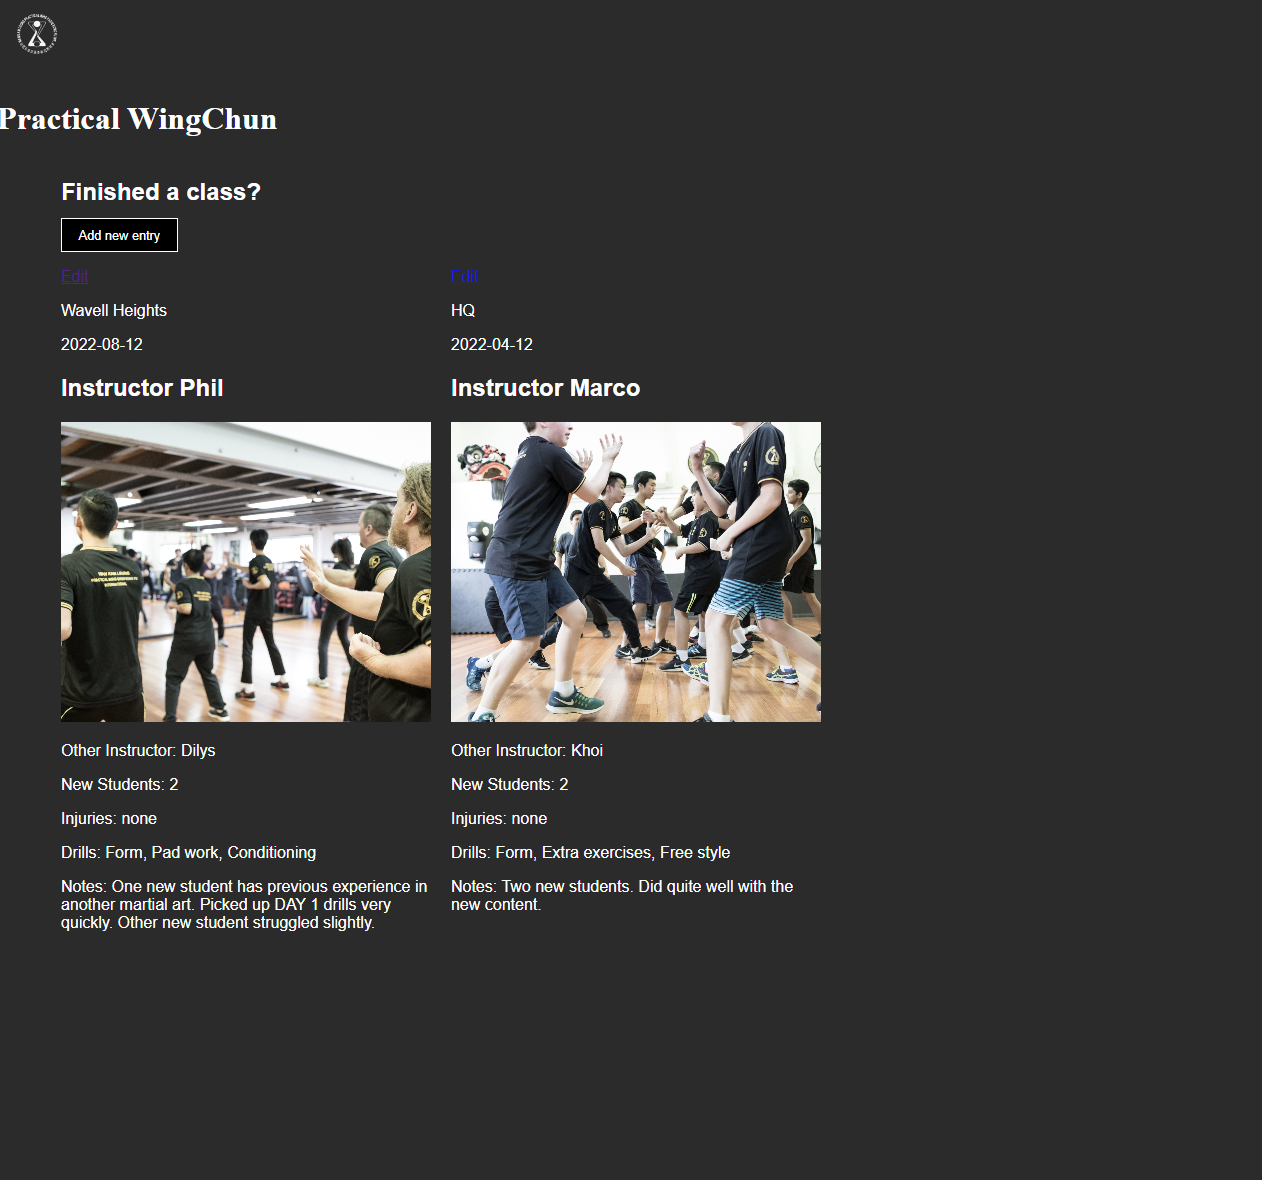 Practical WingChun
Finished a class?
Add new entry
Edit
Wavell Heights
2022-08-12
Instructor Phil
Other Instructor: Dilys
New Students: 2
Injuries: none
Drills: Form, Pad work, Conditioning
Notes: One new student has previous experience in
another martial art. Picked up DAY 1 drills very
quickly. Other new student struggled slightly.
Edit
HQ
2022-04-12
Instructor Marco
Other Instructor: Khoi
New Students: 2
Injuries: none
Drills: Form, Extra exercises, Free style
Notes: Two new students. Did quite well with the
new content.